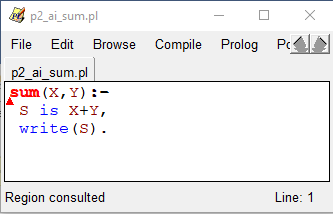 p2_ai_sum.pl
File Edit Browse Compile Prolog
p2_ai_sum.pl
sum(X,Y):-
S is X+Y,
write(S).
Region consulted Line: 1